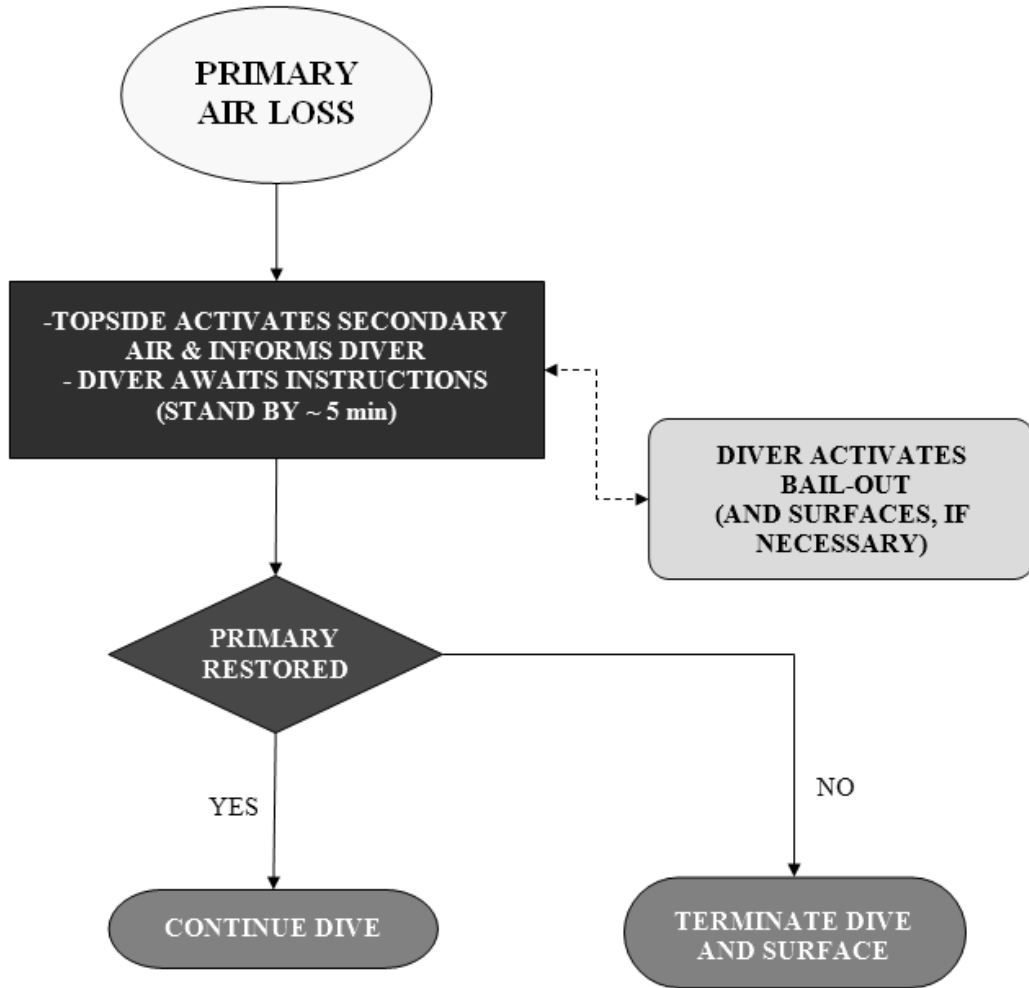 PRIMARY
AIR LOSS
-TOPSIDE ACTIVATES SECONDARY
AIR & INFORMS DIVER
- DIVER AWAITS INSTRUCTIONS
(STAND BY ~ 5 min)
DIVER ACTIVATES
BAIL-OUT
(AND SURFACES, IF
NECESSARY)
PRIMARY
RESTORED
YES
NO
CONTINUE DIVE
TERMINATE DIVE
AND SURFACE